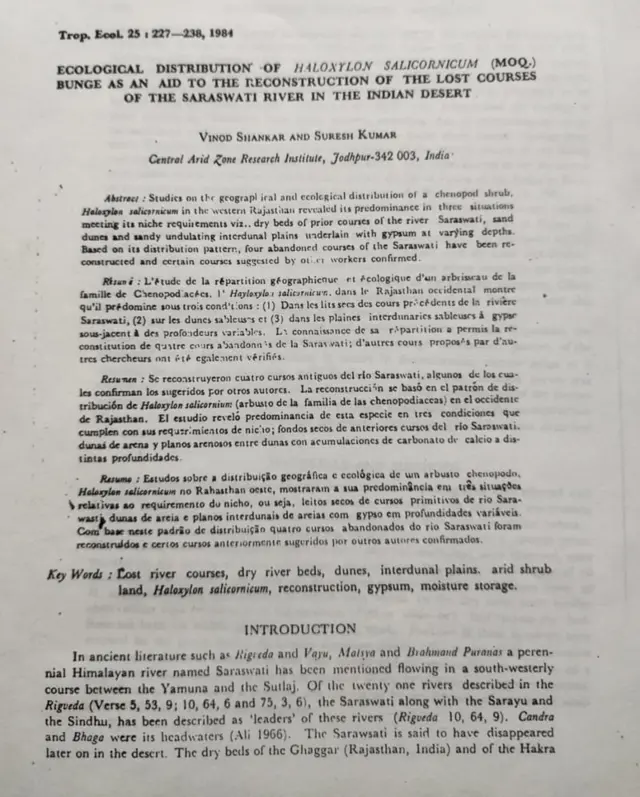 Trop. Ecol. 25 : 227—238, 1984
ECOLOGICAL DISTRIBUTION OF HALOXYLON SALICORNICUM (MOQ.)
BUNGE AS AN AID TO THE RECONSTRUCTION OF THE LOST COURSES
OF THE SARASWATI RIVER IN THE INDIAN DESERT
VINOD SHANKAR AND SURESH KUMAR
Central Arid Zone Research Institute, Jodhpur-342 003, India
Abstract : Studies on the geographical and ecological distribution of a chenopod shrub,
Haloxylon salicornicum in the western Rajasthan revealed its predominance in three situations
meeting its niche requirements viz., dry beds of prior courses of the river Saraswati, sand
dunes and sandy undulating interdunal plains underlain with gypsum at varying depths.
Based on its distribution pattern, four abandoned courses of the Saraswati have been re-
constructed and certain courses suggested by other workers confirmed.
Résumé : L'étude de la répartition géographique et écologique d'un arbrisseau de la
famille de Chenopodiacées, l' Hayloxylon salicornicum, dans le Rajasthan occidental montre
qu'il prédomine sous trois conditions : (1) Dans les lits secs des cours précédents de la rivière
Saraswati, (2) sur les dunes sableuses et (3) dans les plaines interdunaries sableuses à gypse
sous-jacent à des profondeurs variables. La connaissance de sa répartition a permis la re-
constitution de quatre cours abandonnés de la Saraswati; d'autres cours proposés par d'au-
tres chercheurs ont été egalement vérifiés.
Resumen : Se reconstruyeron cuatro cursos antiguos del río Saraswati, algunos de los cua-
les confirman los sugeridos por otros autores. La reconstrucción se basó en el patrón de dis-
tribución de Haloxylon salicornium (arbusto de la familia de las chenopodiaceas) en el occidente
de Rajasthan. El estudio reveló predominancia de esta especie en tres condiciones que
cumplen con sus requerimientos de nicho; fondos secos de anteriores cursos del río Saraswati,
dunas de arena y planos arenosos entre dunas con acumulaciones de carbonato de calcio a dis-
tintas profundidades.
Resumo : Estudos sobre a distribuição geográfica e ecológica de um arbusto chenopodo,
Haloxylon salicornicum no Rahasthan oeste, mostraram a sua predominância em três situações
relativas ao requiremento du nicho, ou seja, leitos secos de cursos primitivos de rio Sara-
wasti, dunas de areia e planos interdunais de areias com gypso em profundidades variáveis.
Com base neste padrão de distribuição quatro cursos abandonados do rio Saraswati foram
reconstruídos e certos cursos anteriormente sugeridos por outros autores confirmados.
Key Words : Lost river courses, dry river beds, dunes, interdunal plains. arid shrub
land, Haloxylon salicornicum, reconstruction, gypsum, moisture storage.
INTRODUCTION
In ancient literature such as Rigveda and Vayu, Matsya and Brahmand Puranas a peren-
nial Himalayan river named Saraswati has been mentioned flowing in a south-westerly
course between the Yamuna and the Sutlaj. Of the twenty one rivers described in the
Rigveda (Verse 5, 53, 9; 10, 64, 6 and 75, 3, 6), the Saraswati along with the Sarayu and
the Sindhu, has been described as 'leaders' of these rivers (Rigveda 10, 64, 9). Candra
and Bhaga were its headwaters (Ali 1966). The Sarawsati is said to have disappeared
later on in the desert. The dry beds of the Ghaggar (Rajasthan, India) and of the Hakra